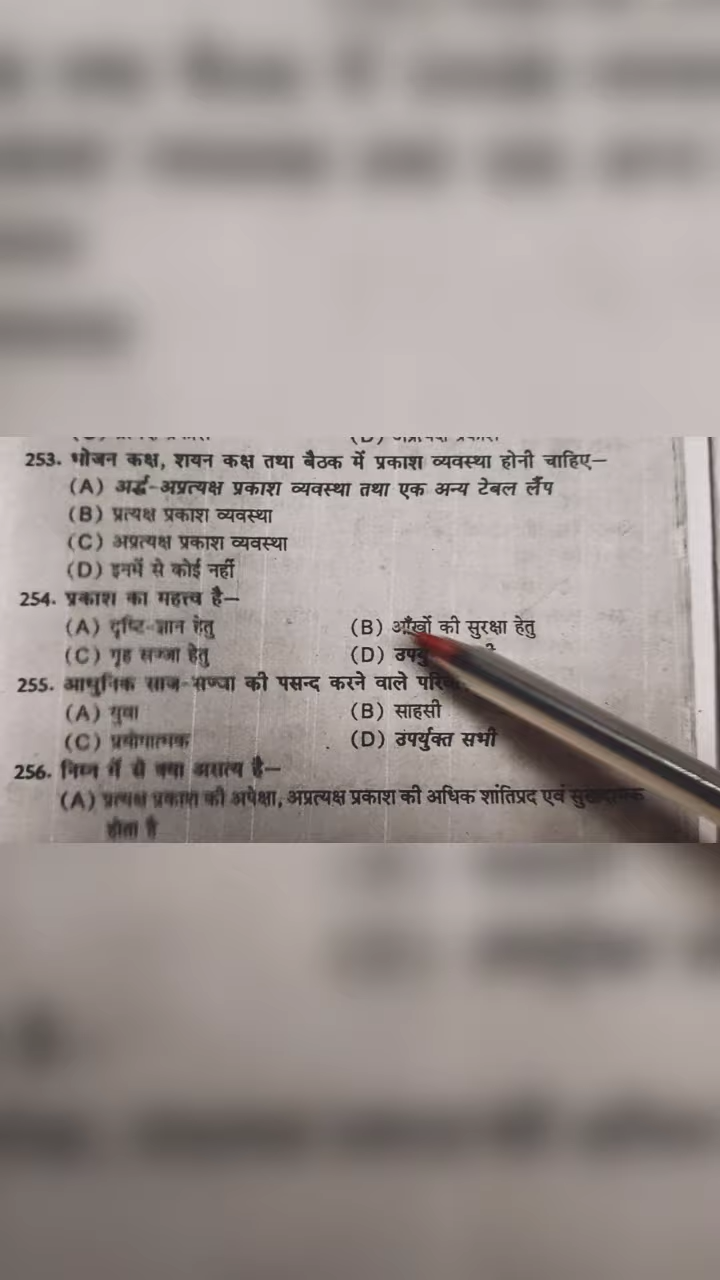 253. भोजन कक्ष, शयन कक्ष तथा बैठक में प्रकाश व्यवस्था होनी चाहिए–
(A) अर्द्ध-अप्रत्यक्ष प्रकाश व्यवस्था तथा एक अन्य टेबल लैंप
(B) प्रत्यक्ष प्रकाश व्यवस्था
(C) अप्रत्यक्ष प्रकाश व्यवस्था
(D) इनमें से कोई नहीं
254. प्रकाश का महत्त्व है–
(A) दृष्टि-ज्ञान हेतु (B) आँखों की सुरक्षा हेतु
(C) गृह सज्जा हेतु (D)
255. आधुनिक साज-सज्जा की पसन्द करने वाले
(A) युवा (B) साहसी
(C) प्रयोगात्मक (D) उपर्युक्त सभी
256. निम्न में से क्या असत्य है–
(A) प्रत्यक्ष प्रकाश की अपेक्षा, अप्रत्यक्ष प्रकाश की अधिक शांतिप्रद एवं
होता है